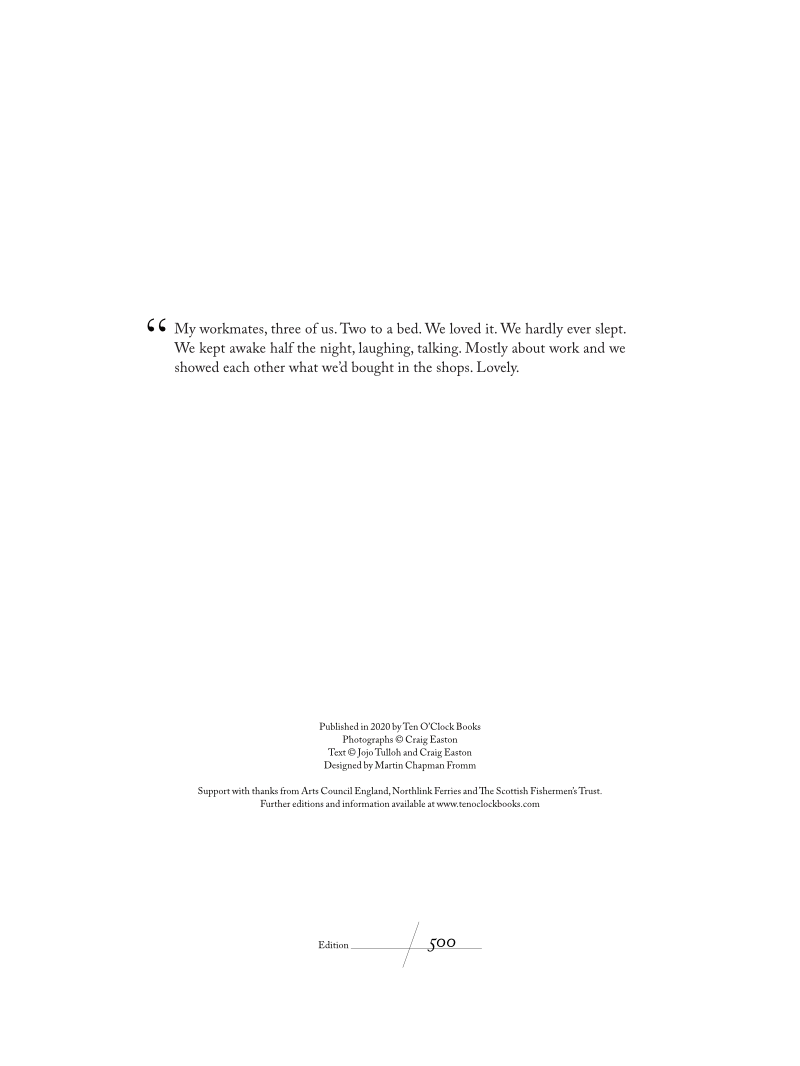 “ My workmates, three of us. Two to a bed. We loved it. We hardly ever slept.
We kept awake half the night, laughing, talking. Mostly about work and we
showed each other what we’d bought in the shops. Lovely.
Published in 2020 by Ten O’Clock Books
Photographs © Craig Easton
Text © Jojo Tulloh and Craig Easton
Designed by Martin Chapman Fromm
Support with thanks from Arts Council England, Northlink Ferries and The Scottish Fishermen’s Trust.
Further editions and information available at www.tenoclockbooks.com
Edition ____ / 500